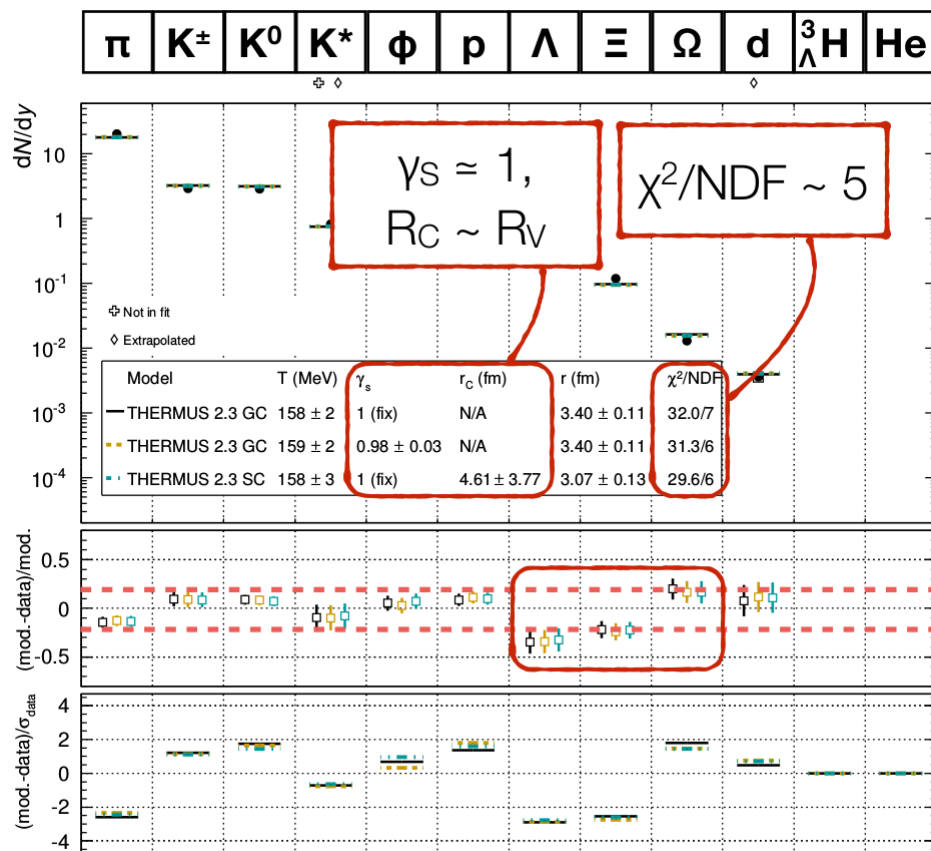 π K± K⁰ K* ϕ p Λ Ξ Ω d ³ΛH He
dN/dy
10
1
10⁻¹
10⁻²
10⁻³
10⁻⁴
γS ≃ 1,
RC ~ RV
χ²/NDF ~ 5
Not in fit
Extrapolated
Model T (MeV) γs rC (fm) r (fm) χ²/NDF
THERMUS 2.3 GC 158 ± 2 1 (fix) N/A 3.40 ± 0.11 32.0/7
THERMUS 2.3 GC 159 ± 2 0.98 ± 0.03 N/A 3.40 ± 0.11 31.3/6
THERMUS 2.3 SC 158 ± 3 1 (fix) 4.61 ± 3.77 3.07 ± 0.13 29.6/6
(mod.-data)/mod.
0.5
0
-0.5
(mod.-data)/σdata
4
2
0
-2
-4